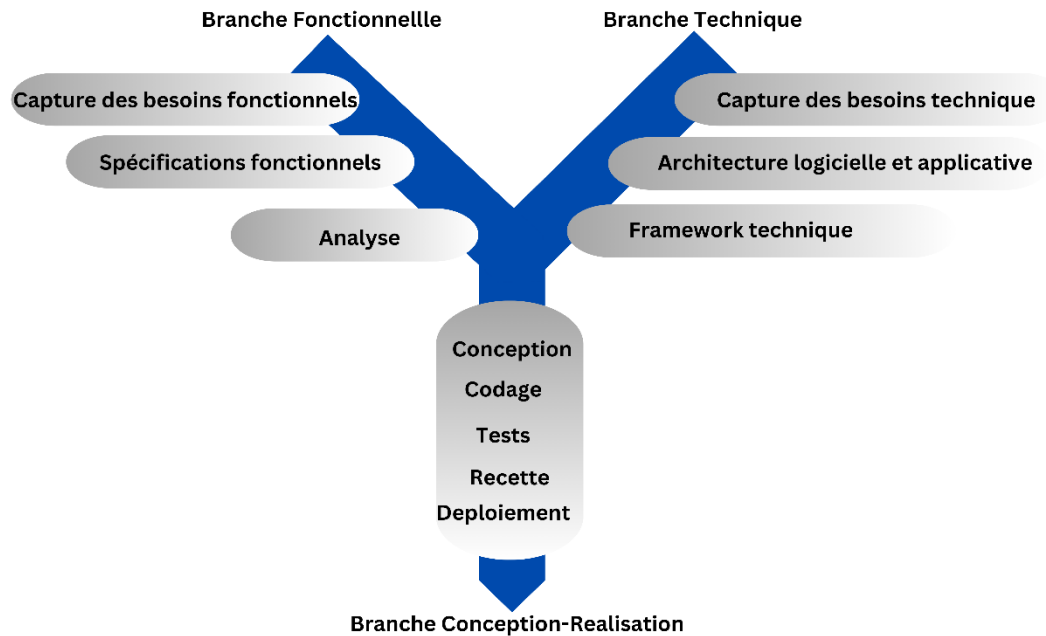 Branche Fonctionnellle
Branche Technique
Capture des besoins fonctionnels
Capture des besoins technique
Spécifications fonctionnels
Architecture logicielle et applicative
Analyse
Framework technique
Conception
Codage
Tests
Recette
Deploiement
Branche Conception-Realisation